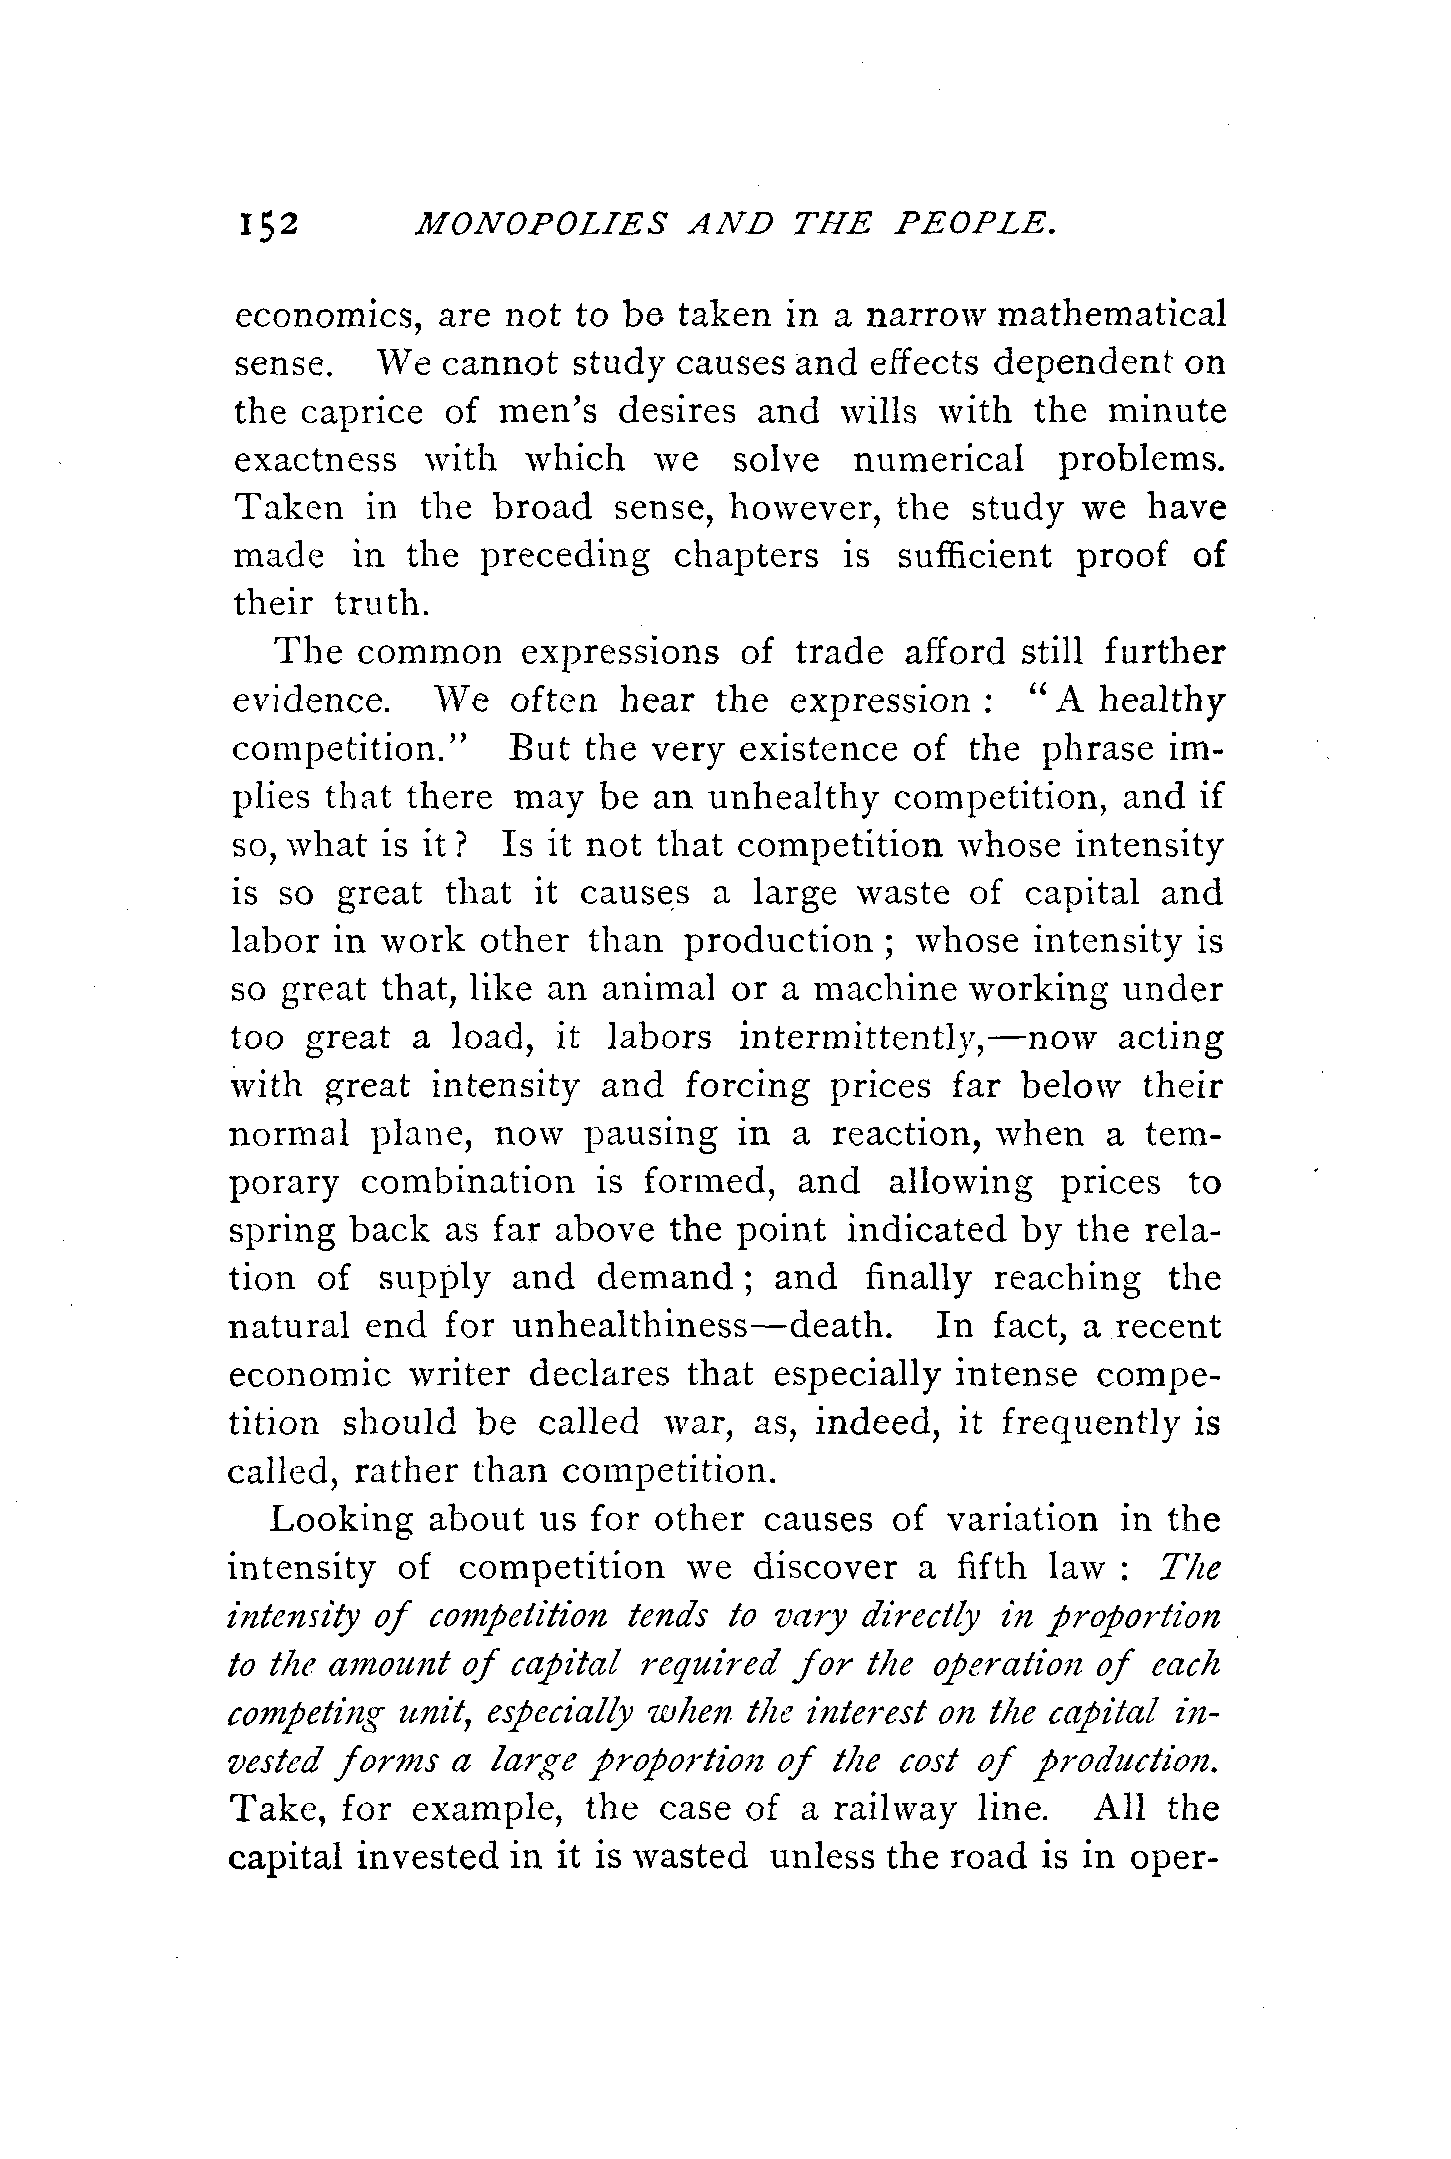 152 MONOPOLIES AND THE PEOPLE.
economics, are not to be taken in a narrow mathematical
sense. We cannot study causes and effects dependent on
the caprice of men's desires and wills with the minute
exactness with which we solve numerical problems.
Taken in the broad sense, however, the study we have
made in the preceding chapters is sufficient proof of
their truth.
The common expressions of trade afford still further
evidence. We often hear the expression : “ A healthy
competition.” But the very existence of the phrase im-
plies that there may be an unhealthy competition, and if
so, what is it ? Is it not that competition whose intensity
is so great that it causes a large waste of capital and
labor in work other than production ; whose intensity is
so great that, like an animal or a machine working under
too great a load, it labors intermittently,—now acting
with great intensity and forcing prices far below their
normal plane, now pausing in a reaction, when a tem-
porary combination is formed, and allowing prices to
spring back as far above the point indicated by the rela-
tion of supply and demand ; and finally reaching the
natural end for unhealthiness—death. In fact, a recent
economic writer declares that especially intense compe-
tition should be called war, as, indeed, it frequently is
called, rather than competition.
Looking about us for other causes of variation in the
intensity of competition we discover a fifth law : The
intensity of competition tends to vary directly in proportion
to the amount of capital required for the operation of each
competing unit, especially when the interest on the capital in-
vested forms a large proportion of the cost of production.
Take, for example, the case of a railway line. All the
capital invested in it is wasted unless the road is in oper-